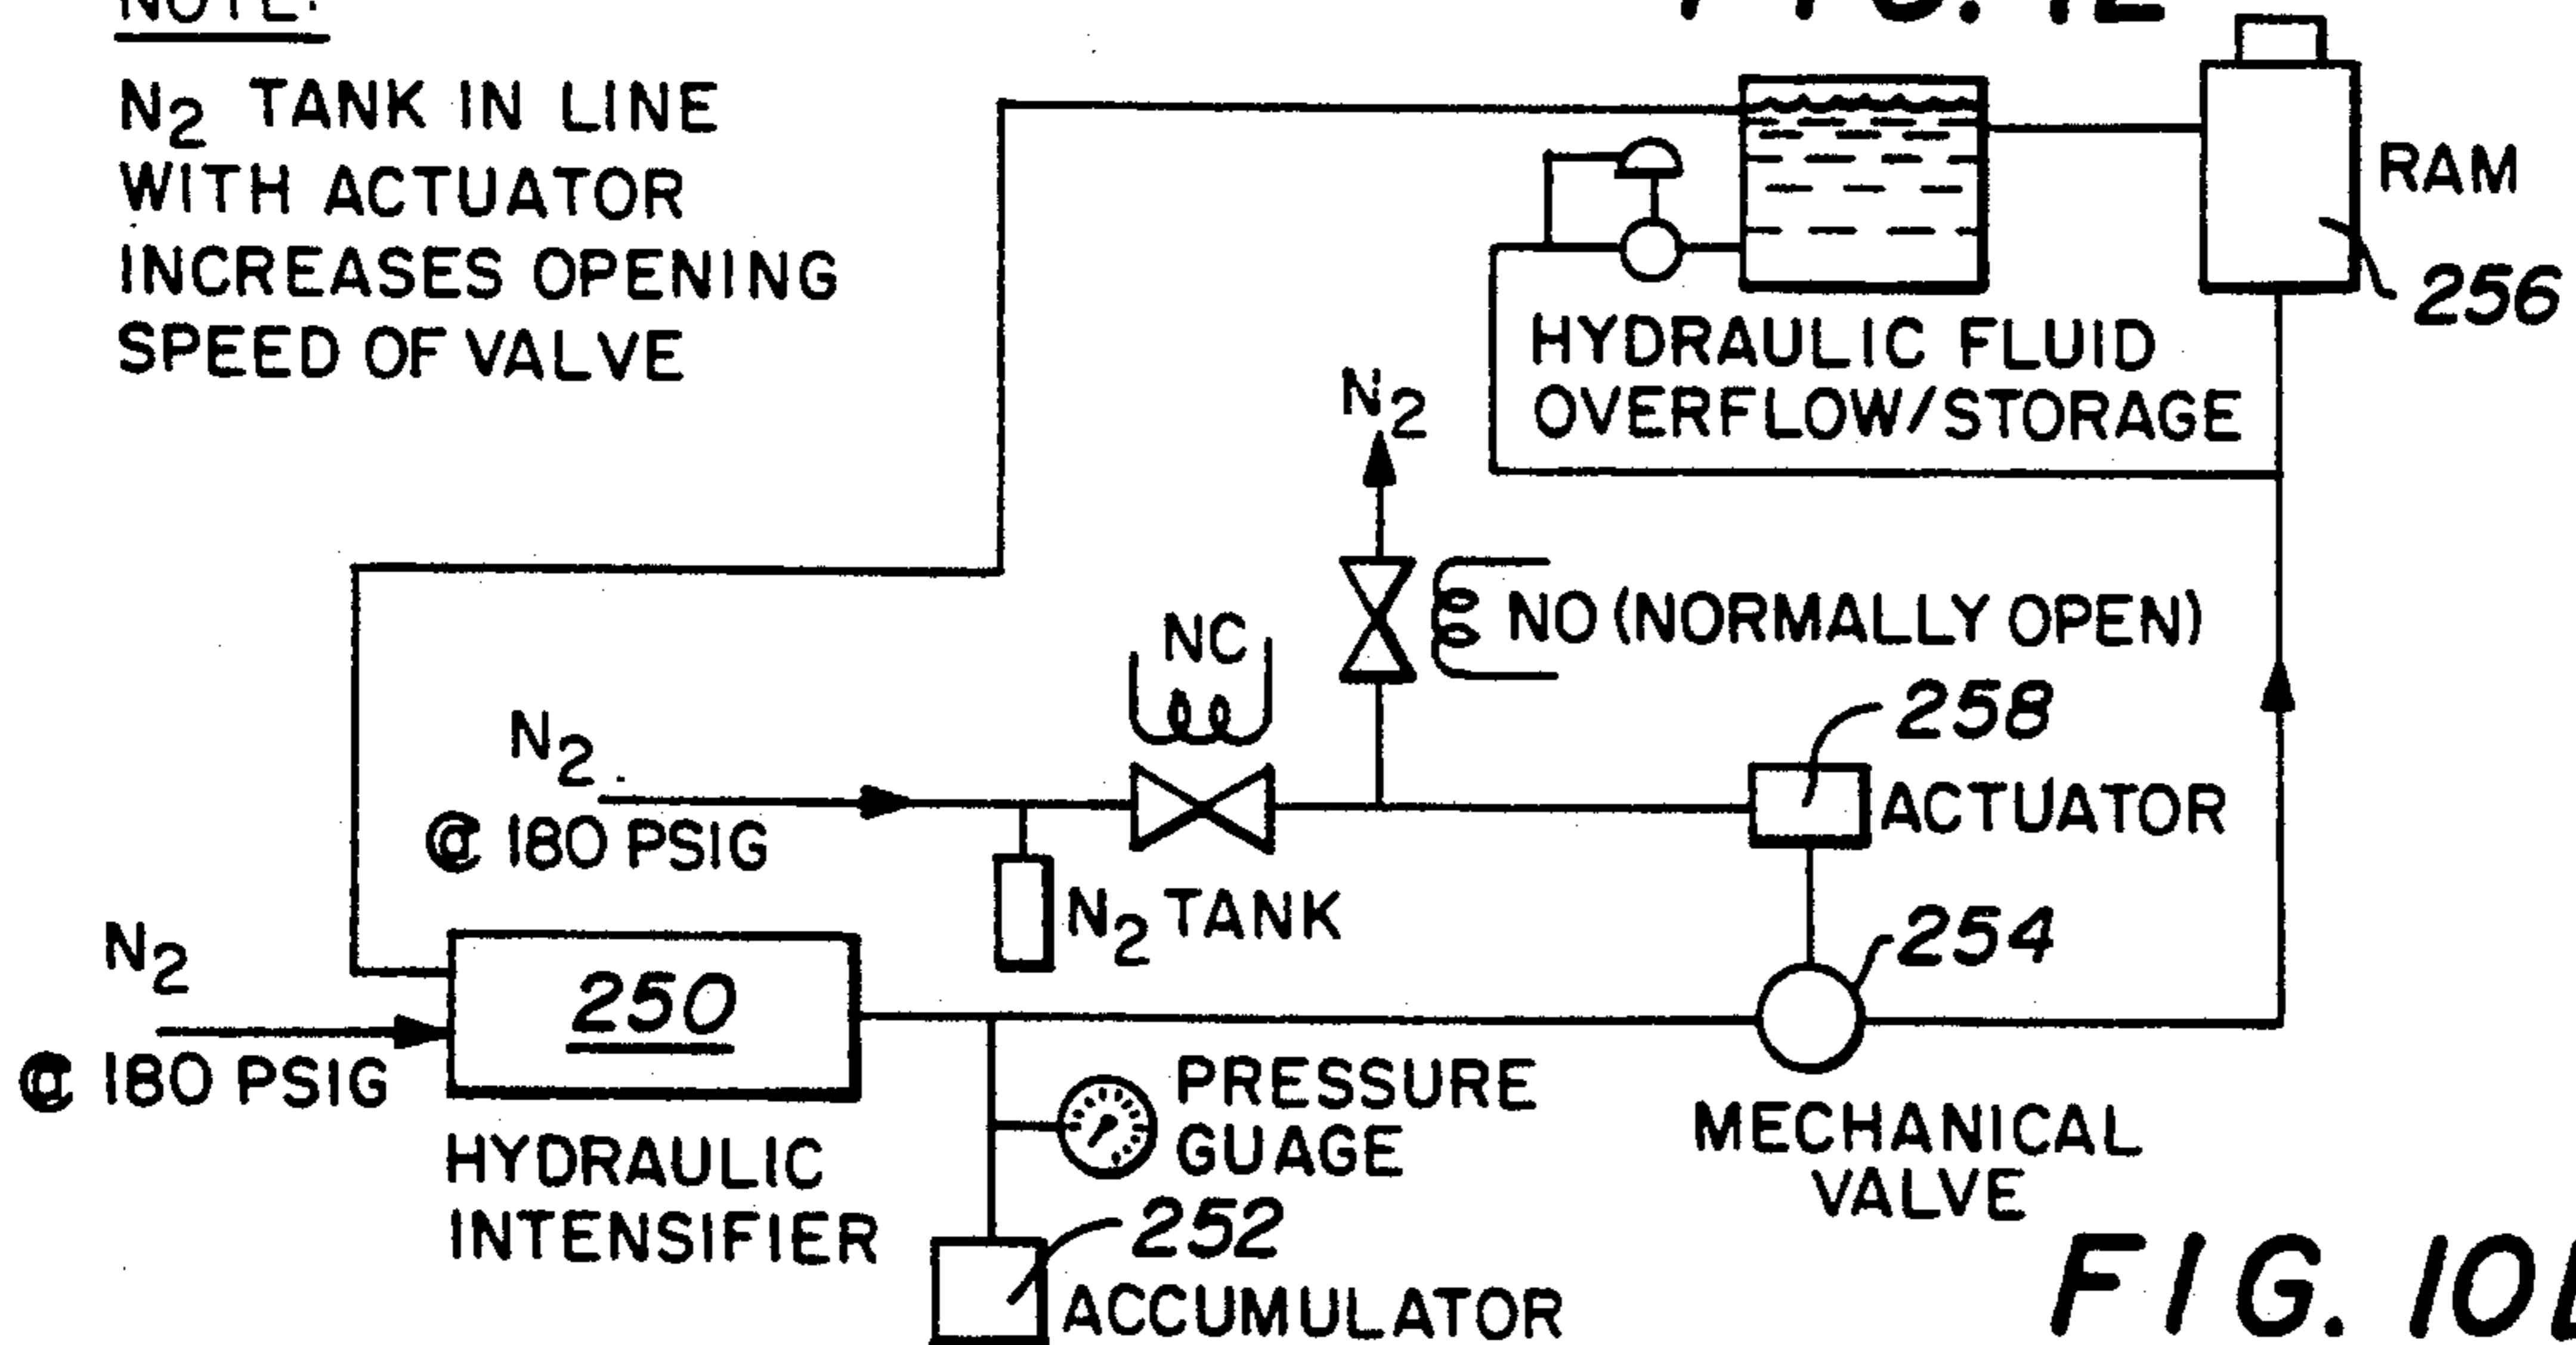 NOTE:
N2 TANK IN LINE
WITH ACTUATOR
INCREASES OPENING
SPEED OF VALVE
RAM
256
HYDRAULIC FLUID
OVERFLOW/STORAGE
N2
NO (NORMALLY OPEN)
NC
258
N2
@ 180 PSIG
ACTUATOR
N2 TANK
254
N2
@ 180 PSIG
250
PRESSURE
GUAGE
MECHANICAL
VALVE
HYDRAULIC
INTENSIFIER
252
ACCUMULATOR
FIG. 10